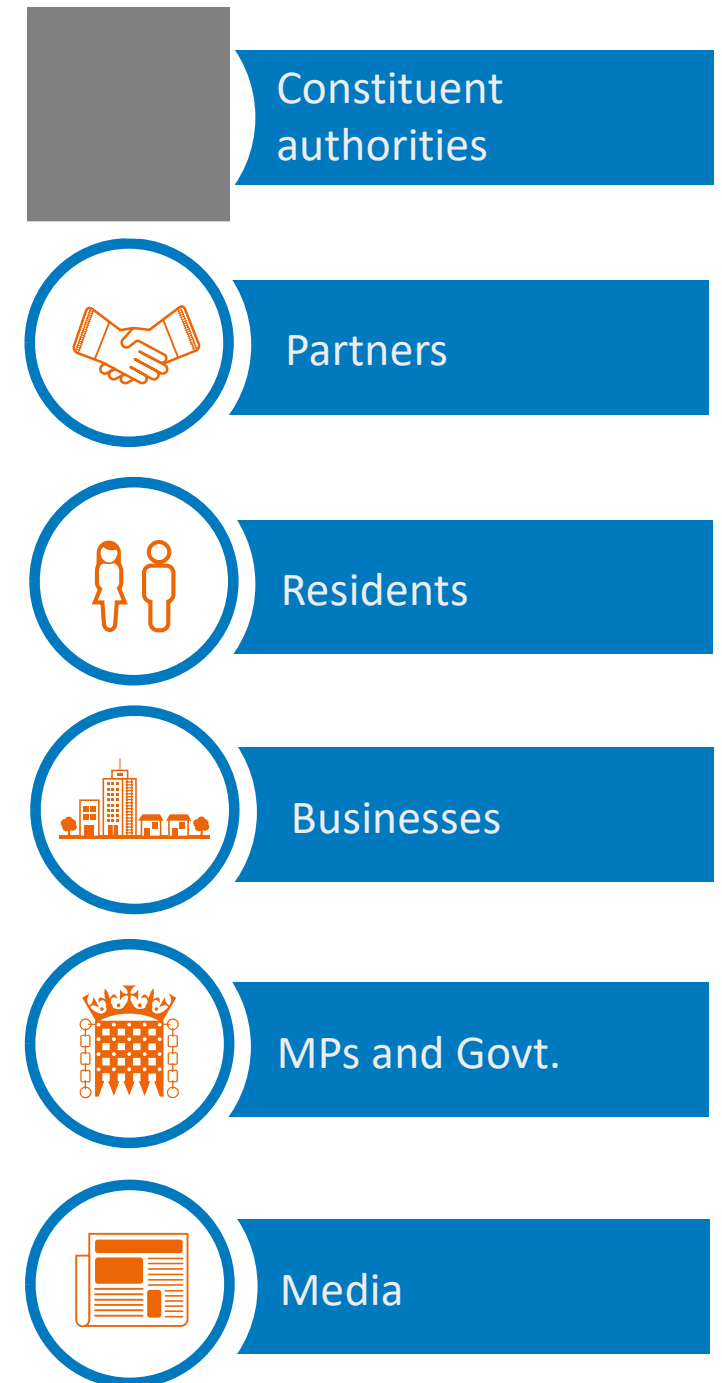 Constituent
authorities
Partners
Residents
Businesses
MPs and Govt.
Media